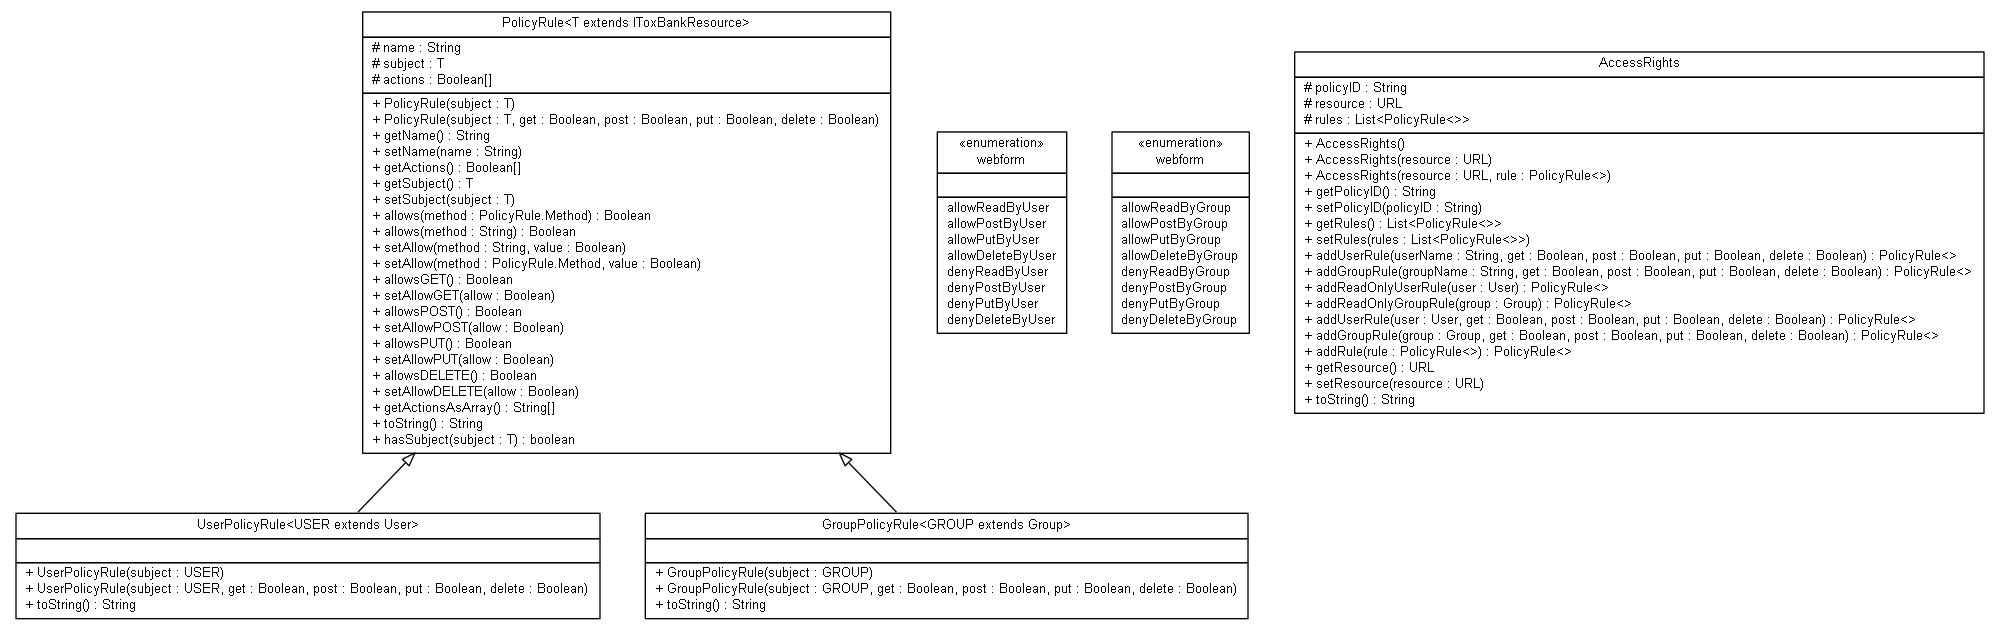 PolicyRule<T extends IToxBankResource>
# name : String
# subject : T
# actions : Boolean[]
+ PolicyRule(subject : T)
+ PolicyRule(subject : T, get : Boolean, post : Boolean, put : Boolean, delete : Boolean)
+ getName() : String
+ setName(name : String)
+ getActions() : Boolean[]
+ getSubject() : T
+ setSubject(subject : T)
+ allows(method : PolicyRule.Method) : Boolean
+ allows(method : String) : Boolean
+ setAllow(method : String, value : Boolean)
+ setAllow(method : PolicyRule.Method, value : Boolean)
+ allowsGET() : Boolean
+ setAllowGET(allow : Boolean)
+ allowsPOST() : Boolean
+ setAllowPOST(allow : Boolean)
+ allowsPUT() : Boolean
+ setAllowPUT(allow : Boolean)
+ allowsDELETE() : Boolean
+ setAllowDELETE(allow : Boolean)
+ getActionsAsArray() : String[]
+ toString() : String
+ hasSubject(subject : T) : boolean
«enumeration»
webform
allowReadByUser
allowPostByUser
allowPutByUser
allowDeleteByUser
denyReadByUser
denyPostByUser
denyPutByUser
denyDeleteByUser
«enumeration»
webform
allowReadByGroup
allowPostByGroup
allowPutByGroup
allowDeleteByGroup
denyReadByGroup
denyPostByGroup
denyPutByGroup
denyDeleteByGroup
AccessRights
# policyID : String
# resource : URL
# rules : List<PolicyRule<>>
+ AccessRights()
+ AccessRights(resource : URL)
+ AccessRights(resource : URL, rule : PolicyRule<>)
+ getPolicyID() : String
+ setPolicyID(policyID : String)
+ getRules() : List<PolicyRule<>>
+ setRules(rules : List<PolicyRule<>>)
+ addUserRule(userName : String, get : Boolean, post : Boolean, put : Boolean, delete : Boolean) : PolicyRule<>
+ addGroupRule(groupName : String, get : Boolean, post : Boolean, put : Boolean, delete : Boolean) : PolicyRule<>
+ addReadOnlyUserRule(user : User) : PolicyRule<>
+ addReadOnlyGroupRule(group : Group) : PolicyRule<>
+ addUserRule(user : User, get : Boolean, post : Boolean, put : Boolean, delete : Boolean) : PolicyRule<>
+ addGroupRule(group : Group, get : Boolean, post : Boolean, put : Boolean, delete : Boolean) : PolicyRule<>
+ addRule(rule : PolicyRule<>) : PolicyRule<>
+ getResource() : URL
+ setResource(resource : URL)
+ toString() : String
UserPolicyRule<USER extends User>
+ UserPolicyRule(subject : USER)
+ UserPolicyRule(subject : USER, get : Boolean, post : Boolean, put : Boolean, delete : Boolean)
+ toString() : String
GroupPolicyRule<GROUP extends Group>
+ GroupPolicyRule(subject : GROUP)
+ GroupPolicyRule(subject : GROUP, get : Boolean, post : Boolean, put : Boolean, delete : Boolean)
+ toString() : String